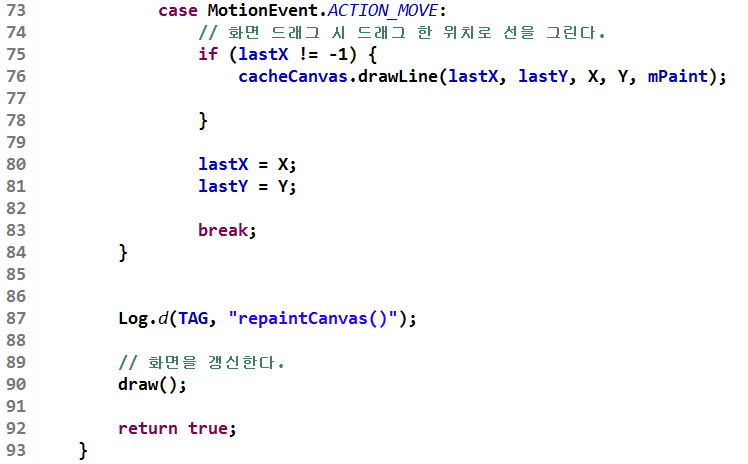 73 case MotionEvent.ACTION_MOVE:
74 // 화면 드래그 시 드래그 한 위치로 선을 그린다.
75 if (lastX != -1) {
76 cacheCanvas.drawLine(lastX, lastY, X, Y, mPaint);
77
78 }
79
80 lastX = X;
81 lastY = Y;
82
83 break;
84 }
85
86
87 Log.d(TAG, "repaintCanvas()");
88
89 // 화면을 갱신한다.
90 draw();
91
92 return true;
93 }